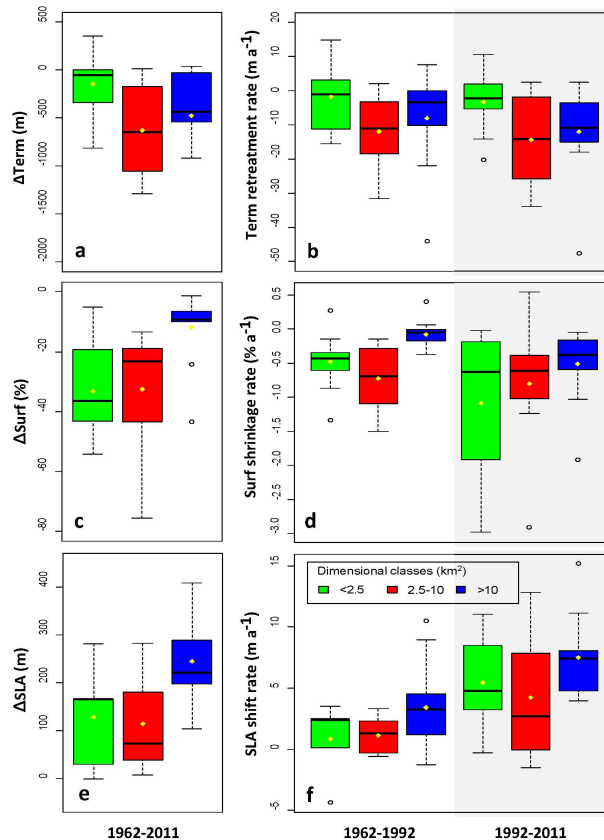 ΔTerm (m)
500
0
-500
-1000
-1500
-2000
a
Term retreatment rate (m a⁻¹)
20
10
0
-10
-20
-30
-40
-50
b
ΔSurf (%)
0
-20
-40
-60
-80
c
Surf shrinkage rate (% a⁻¹)
0.5
0.0
-0.5
-1.0
-1.5
-2.0
-2.5
-3.0
d
ΔSLA (m)
400
300
200
100
0
e
SLA shift rate (m a⁻¹)
15
10
5
0
-5
Dimensional classes (km²)
<2.5 2.5-10 >10
f
1962-2011 1962-1992 1992-2011